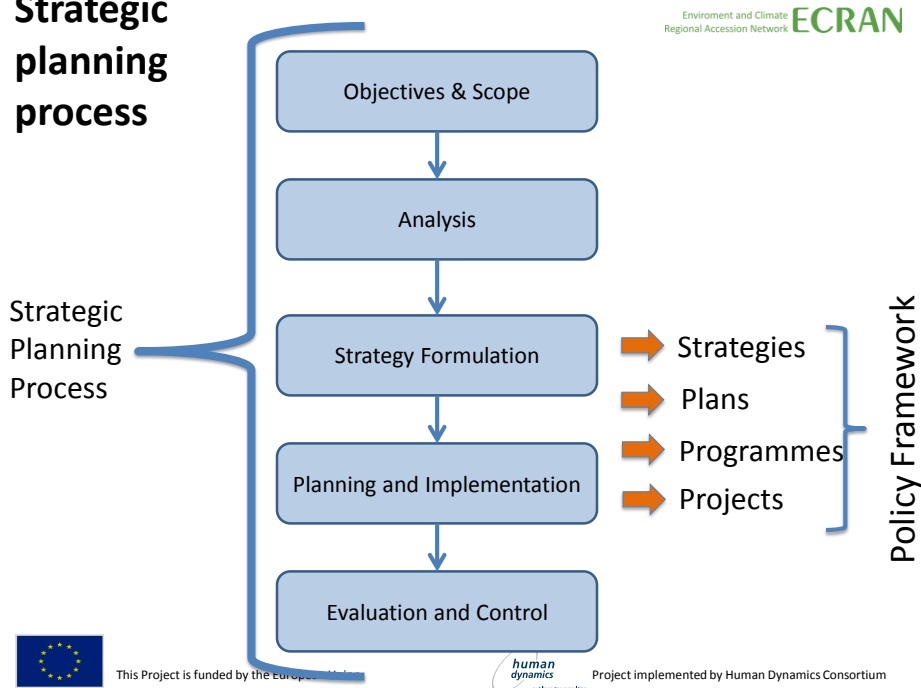 Strategic
planning
process
Enviroment and Climate
Regional Accession Network
ECRAN
Objectives & Scope
Analysis
Strategic
Planning
Process
Strategy Formulation
Planning and Implementation
Evaluation and Control
Strategies
Plans
Programmes
Projects
Policy Framework
This Project is funded by the European
human
dynamics
Project implemented by Human Dynamics Consortium